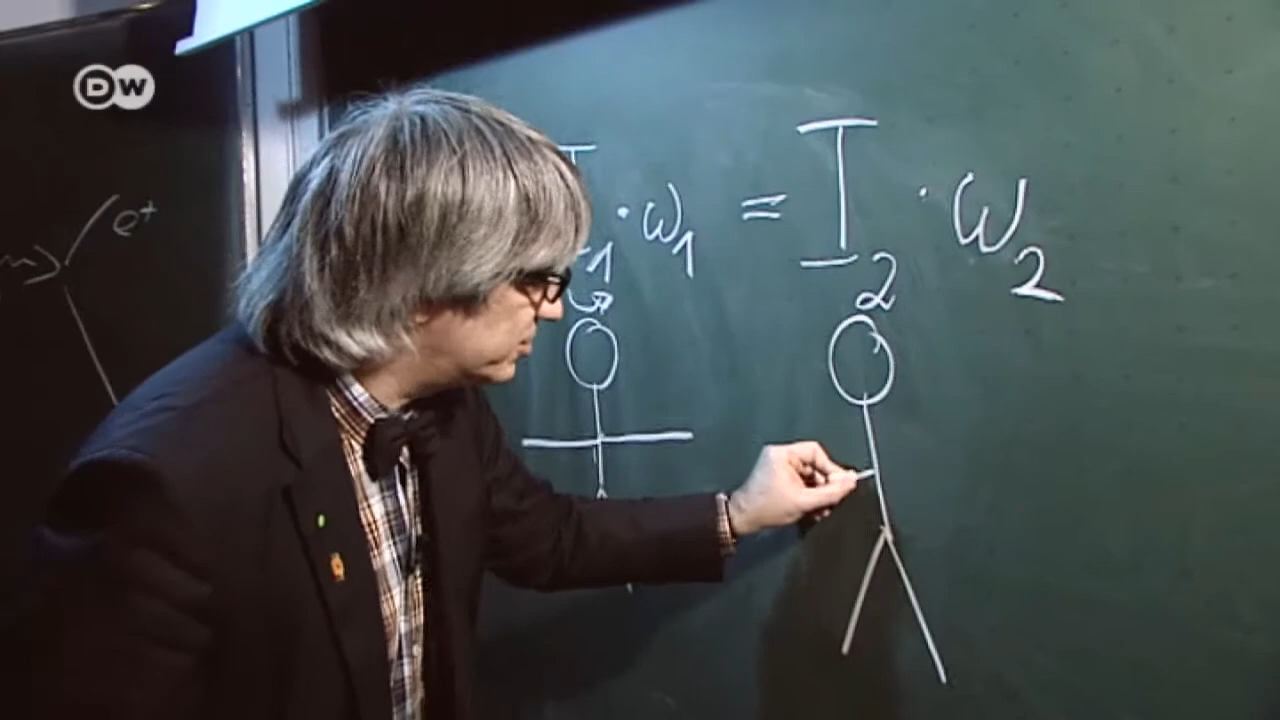 DW
e⁺
I₁ · ω₁ = I₂ · ω₂